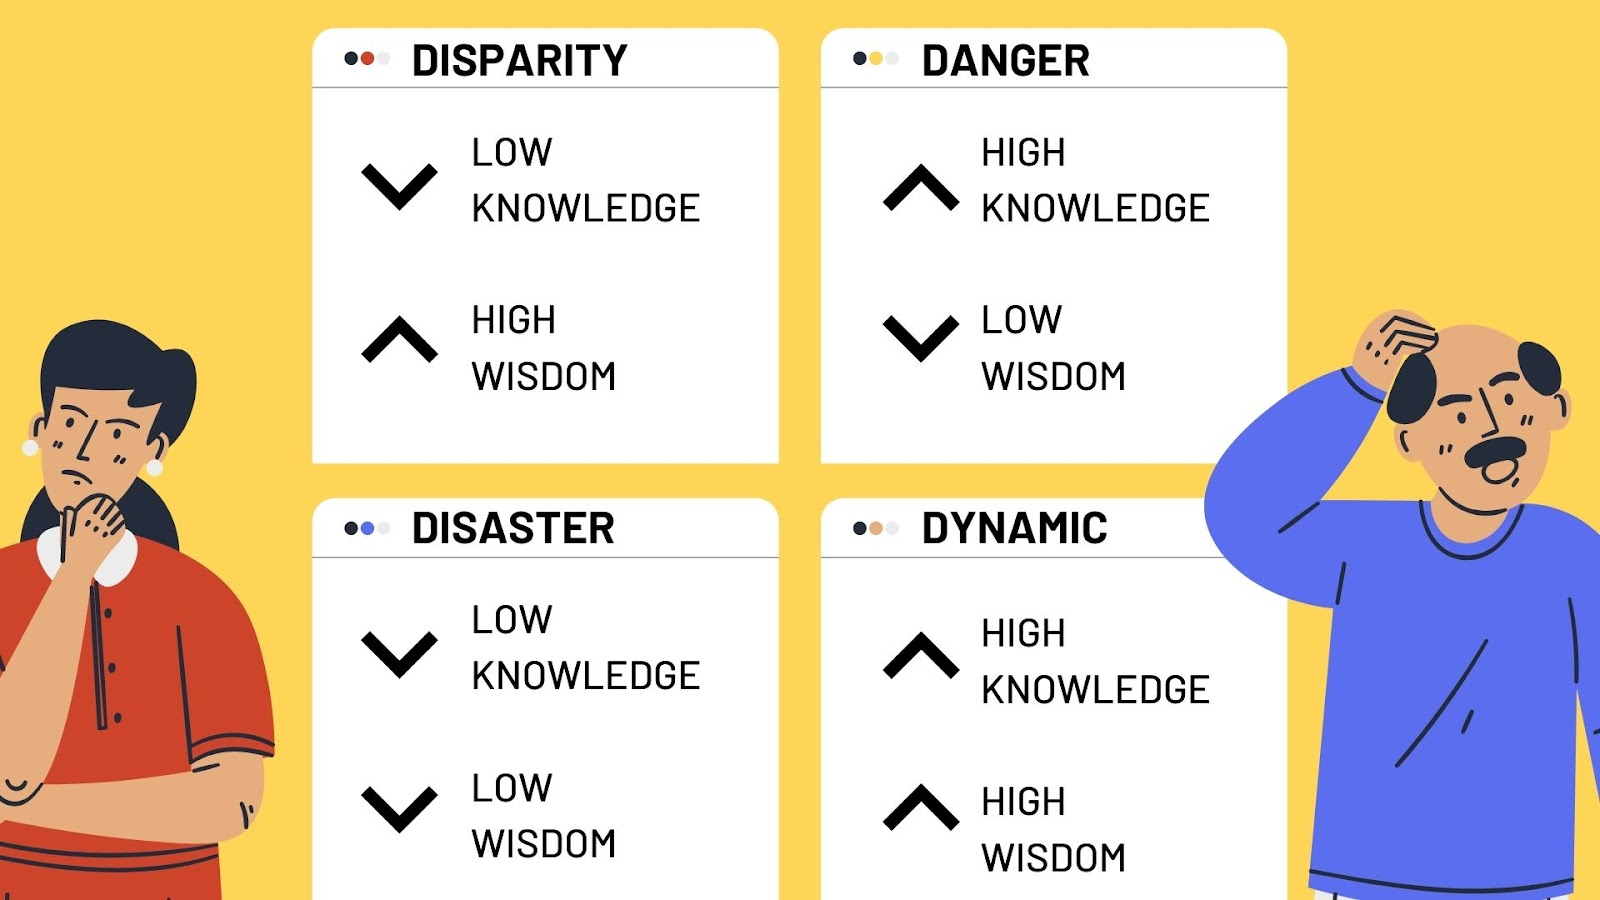 DISPARITY
LOW
KNOWLEDGE
HIGH
WISDOM
DANGER
HIGH
KNOWLEDGE
LOW
WISDOM
DISASTER
LOW
KNOWLEDGE
LOW
WISDOM
DYNAMIC
HIGH
KNOWLEDGE
HIGH
WISDOM